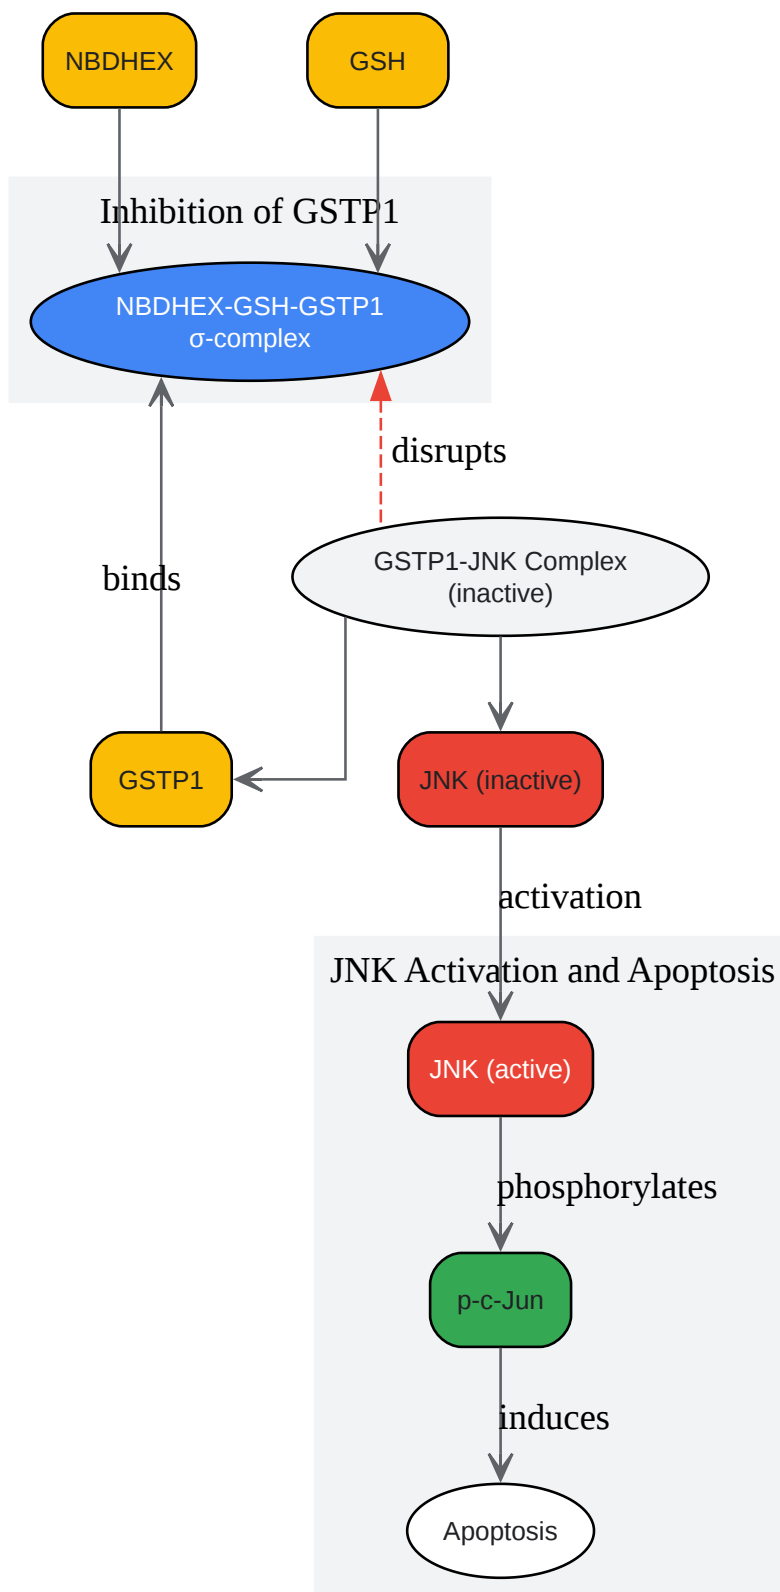 NBDHEX
GSH
Inhibition of GSTP1
NBDHEX-GSH-GSTP1
σ-complex
disrupts
GSTP1-JNK Complex
(inactive)
binds
GSTP1
JNK (inactive)
activation
JNK Activation and Apoptosis
JNK (active)
phosphorylates
p-c-Jun
induces
Apoptosis